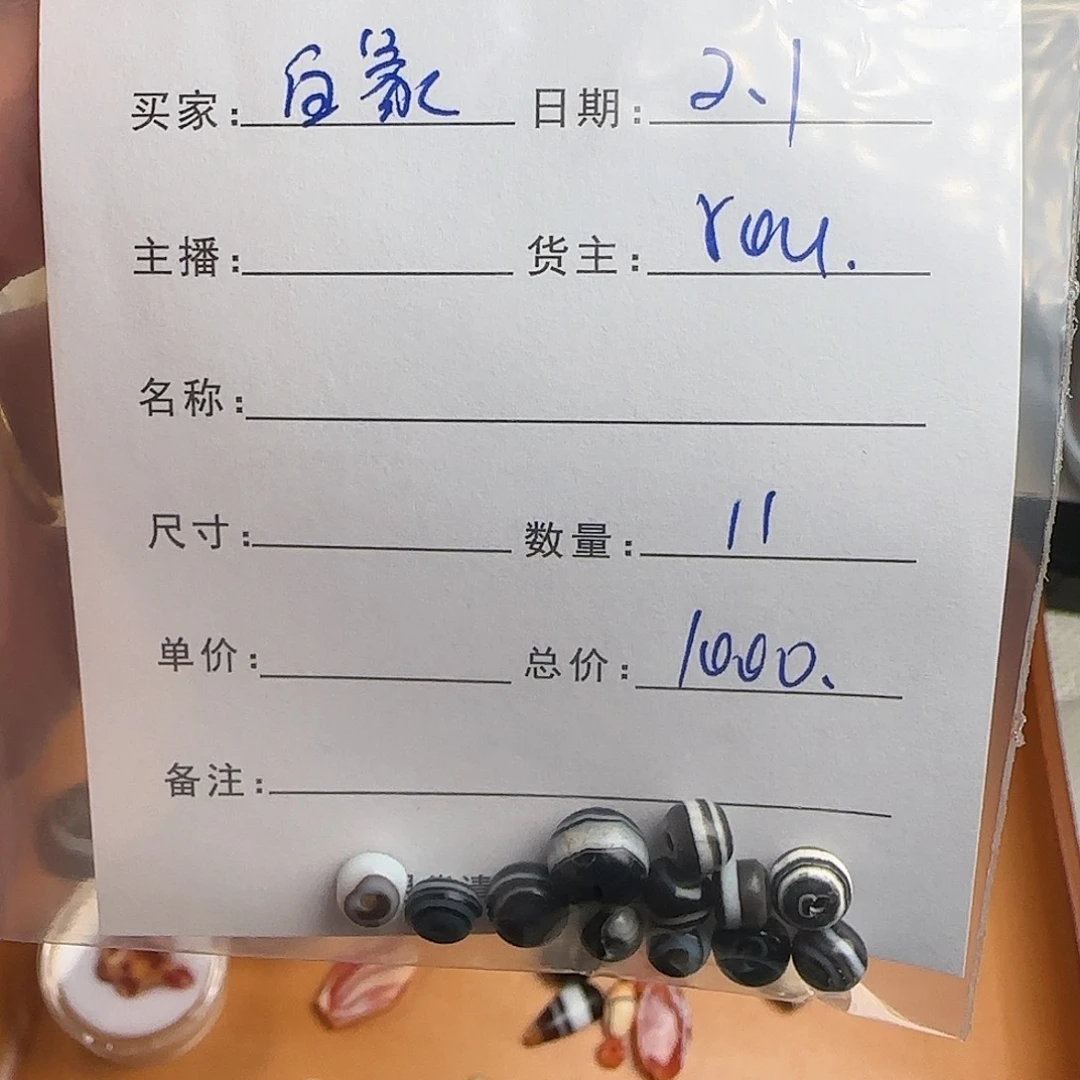 买家: 白象 日期: 2.1
主播: 货主: rou.
名称:
尺寸: 数量: 11
单价: 总价: 1000.
备注: